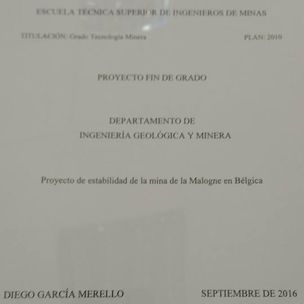 ESCUELA TÉCNICA SUPERIOR DE INGENIEROS DE MINAS
TITULACIÓN: Grado Tecnología Minera PLAN: 2010
PROYECTO FIN DE GRADO
DEPARTAMENTO DE
INGENIERÍA GEOLÓGICA Y MINERA
Proyecto de estabilidad de la mina de la Malogne en Bélgica
DIEGO GARCÍA MERELLO SEPTIEMBRE DE 2016